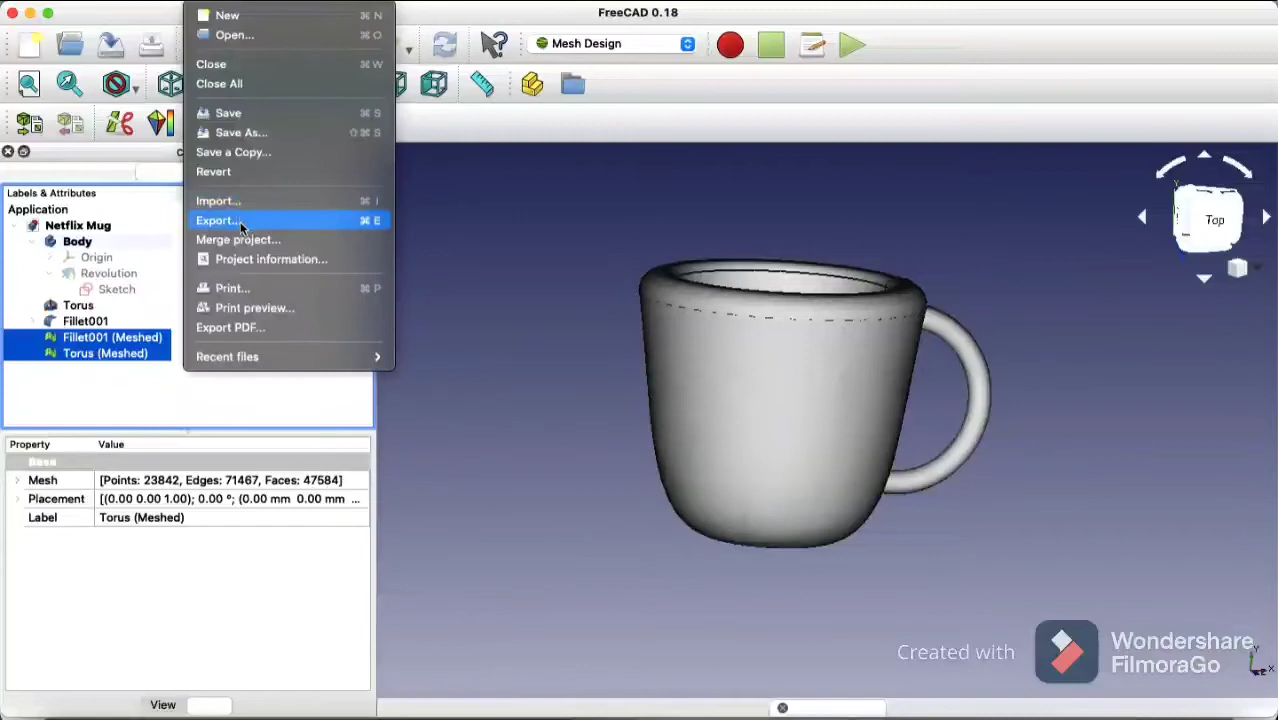 FreeCAD 0.18
New ⌘ N
Open... ⌘ O
Close ⌘ W
Close All
Save ⌘ S
Save As... ⇧⌘ S
Save a Copy...
Revert
Import... ⌘ I
Export... ⌘ E
Merge project...
Project information...
Print... ⌘ P
Print preview...
Export PDF...
Recent files
Mesh Design
Labels & Attributes
Application
Netflix Mug
Body
Origin
Revolution
Sketch
Torus
Fillet001
Fillet001 (Meshed)
Torus (Meshed)
Property Value
Base
Mesh [Points: 23842, Edges: 71467, Faces: 47584]
Placement [(0.00 0.00 1.00); 0.00 °; (0.00 mm 0.00 mm ...
Label Torus (Meshed)
View
Top
Created with
Wondershare
FilmoraGo